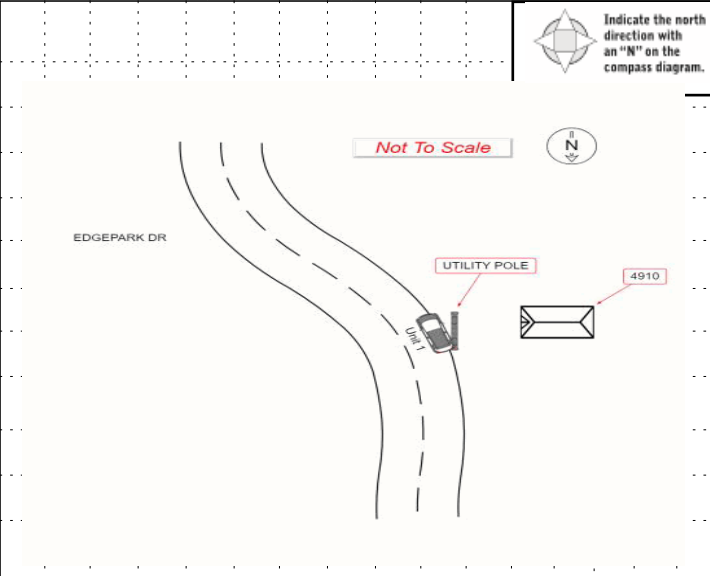 Indicate the north
direction with
an “N” on the
compass diagram.
Not To Scale
N
EDGEPARK DR
UTILITY POLE
4910
Unit 1